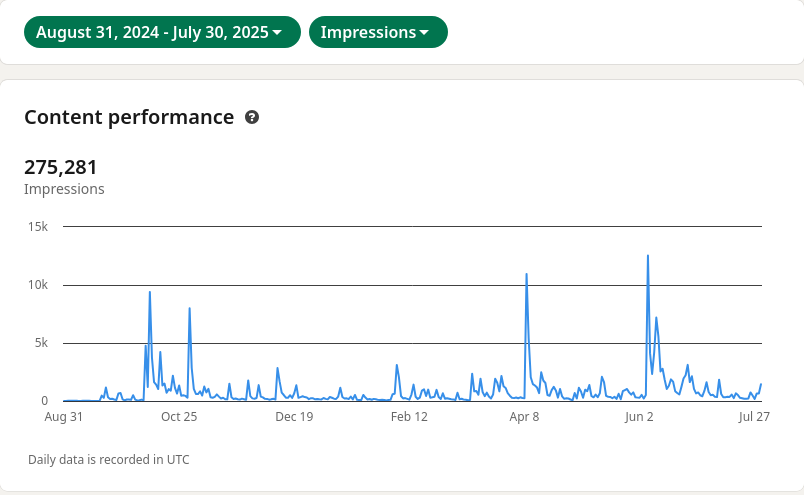 August 31, 2024 - July 30, 2025 Impressions
Content performance
275,281
Impressions
15k
10k
5k
0
Aug 31 Oct 25 Dec 19 Feb 12 Apr 8 Jun 2 Jul 27
Daily data is recorded in UTC